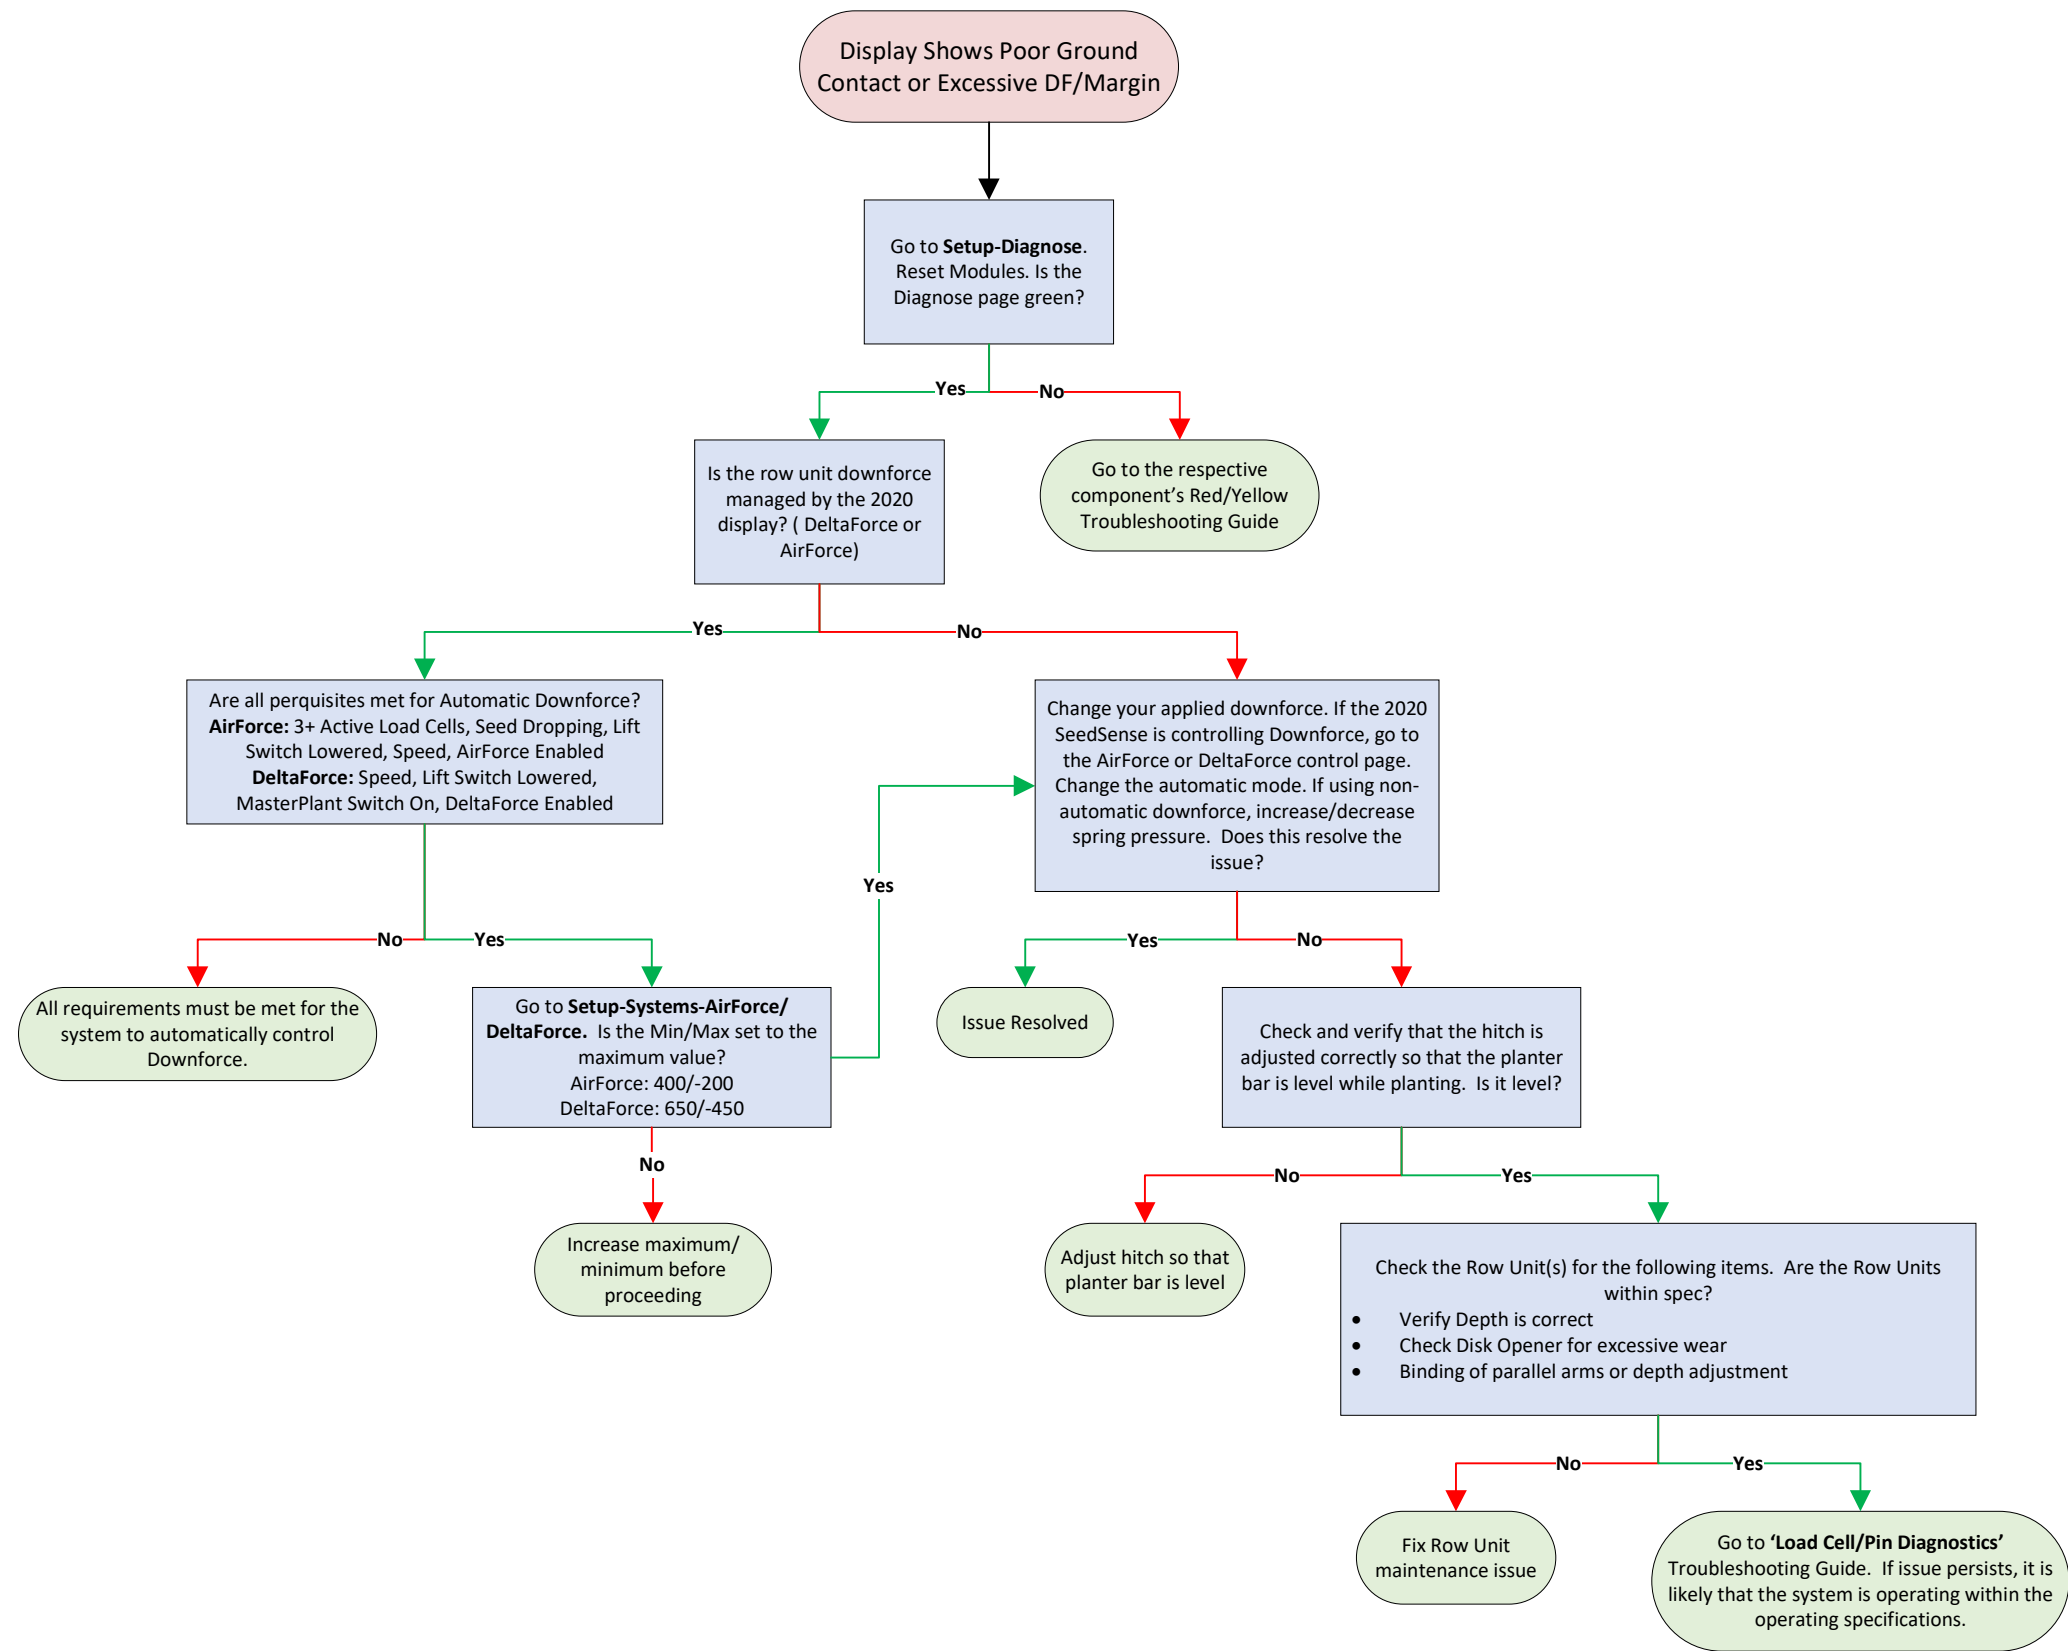 Display Shows Poor Ground
Contact or Excessive DF/Margin
Go to Setup-Diagnose.
Reset Modules. Is the
Diagnose page green?
Yes
No
Is the row unit downforce
managed by the 2020
display? ( DeltaForce or
AirForce)
Go to the respective
component’s Red/Yellow
Troubleshooting Guide
Yes
No
Are all perquisites met for Automatic Downforce?
AirForce: 3+ Active Load Cells, Seed Dropping, Lift
Switch Lowered, Speed, AirForce Enabled
DeltaForce: Speed, Lift Switch Lowered,
MasterPlant Switch On, DeltaForce Enabled
Change your applied downforce. If the 2020
SeedSense is controlling Downforce, go to
the AirForce or DeltaForce control page.
Change the automatic mode. If using non-
automatic downforce, increase/decrease
spring pressure.  Does this resolve the
issue?
Yes
No
Yes
Yes
No
All requirements must be met for the
system to automatically control
Downforce.
Go to Setup-Systems-AirForce/
DeltaForce.  Is the Min/Max set to the
maximum value?
AirForce: 400/-200
DeltaForce: 650/-450
Issue Resolved
Check and verify that the hitch is
adjusted correctly so that the planter
bar is level while planting.  Is it level?
No
No
Yes
Increase maximum/
minimum before
proceeding
Adjust hitch so that
planter bar is level
Check the Row Unit(s) for the following items.  Are the Row Units
within spec?
• Verify Depth is correct
• Check Disk Opener for excessive wear
• Binding of parallel arms or depth adjustment
No
Yes
Fix Row Unit
maintenance issue
Go to ‘Load Cell/Pin Diagnostics’
Troubleshooting Guide.  If issue persists, it is
likely that the system is operating within the
operating specifications.